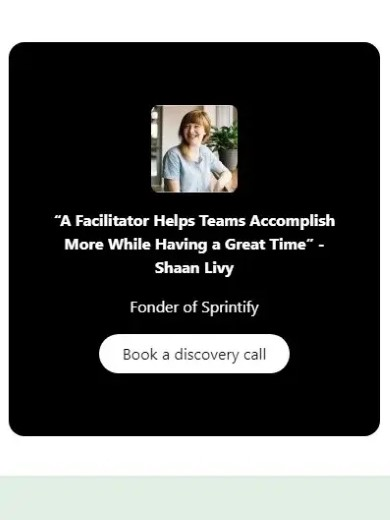 “A Facilitator Helps Teams Accomplish
More While Having a Great Time” -
Shaan Livy
Fonder of Sprintify
Book a discovery call